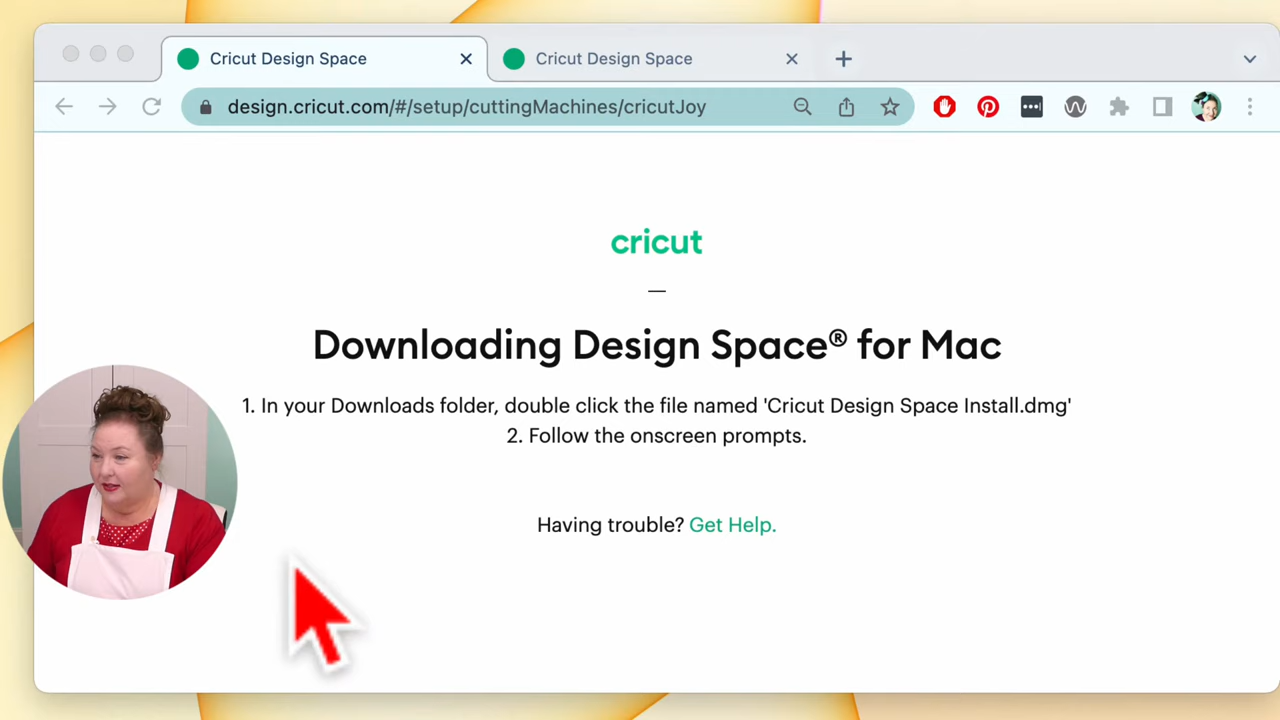 Cricut Design Space
Cricut Design Space
design.cricut.com/#/setup/cuttingMachines/cricutJoy
cricut
Downloading Design Space® for Mac
1. In your Downloads folder, double click the file named 'Cricut Design Space Install.dmg'
2. Follow the onscreen prompts.
Having trouble? Get Help.